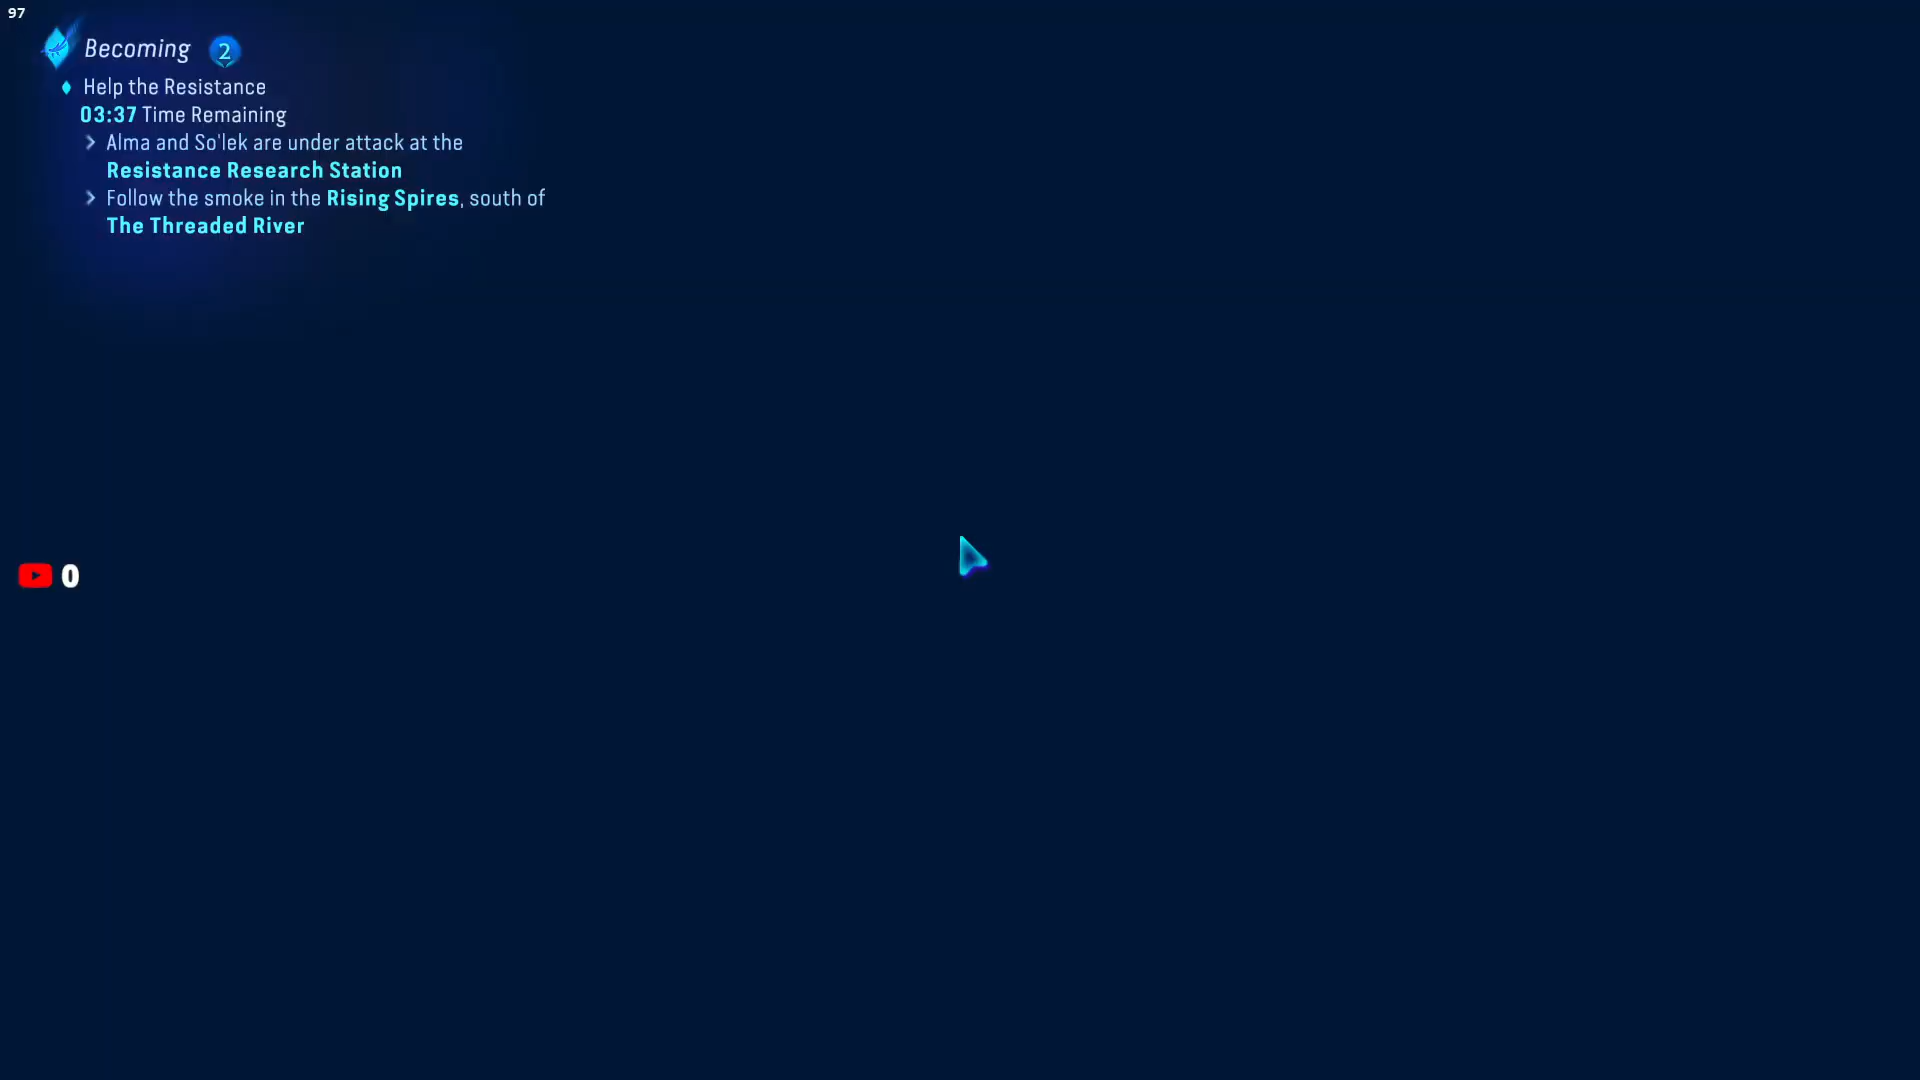 97
Becoming 2
Help the Resistance
03:37 Time Remaining
Alma and So'lek are under attack at the
Resistance Research Station
Follow the smoke in the Rising Spires, south of
The Threaded River
0